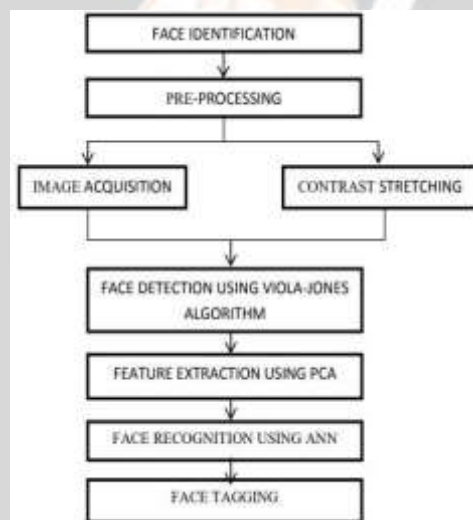 FACE IDENTIFICATION
PRE-PROCESSING
IMAGE ACQUISITION
CONTRAST STRETCHING
FACE DETECTION USING VIOLA-JONES
ALGORITHM
FEATURE EXTRACTION USING PCA
FACE RECOGNITION USING ANN
FACE TAGGING